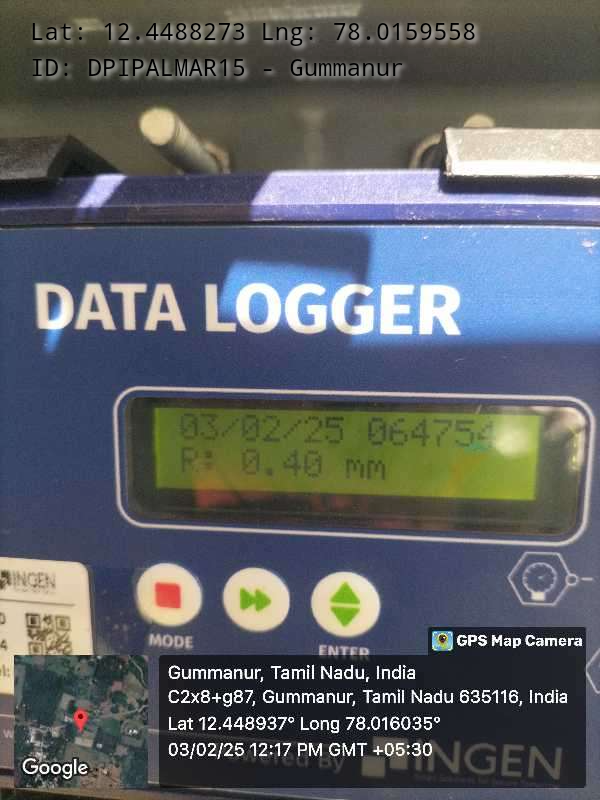 Lat: 12.4488273 Lng: 78.0159558
ID: DPIPALMAR15 - Gummanur
DATA LOGGER
03/02/25 064754
R: 0.40 mm
INGEN
MODE
ENTER
GPS Map Camera
Gummanur, Tamil Nadu, India
C2x8+g87, Gummanur, Tamil Nadu 635116, India
Lat 12.448937° Long 78.016035°
03/02/25 12:17 PM GMT +05:30
Google
Powered By INGEN